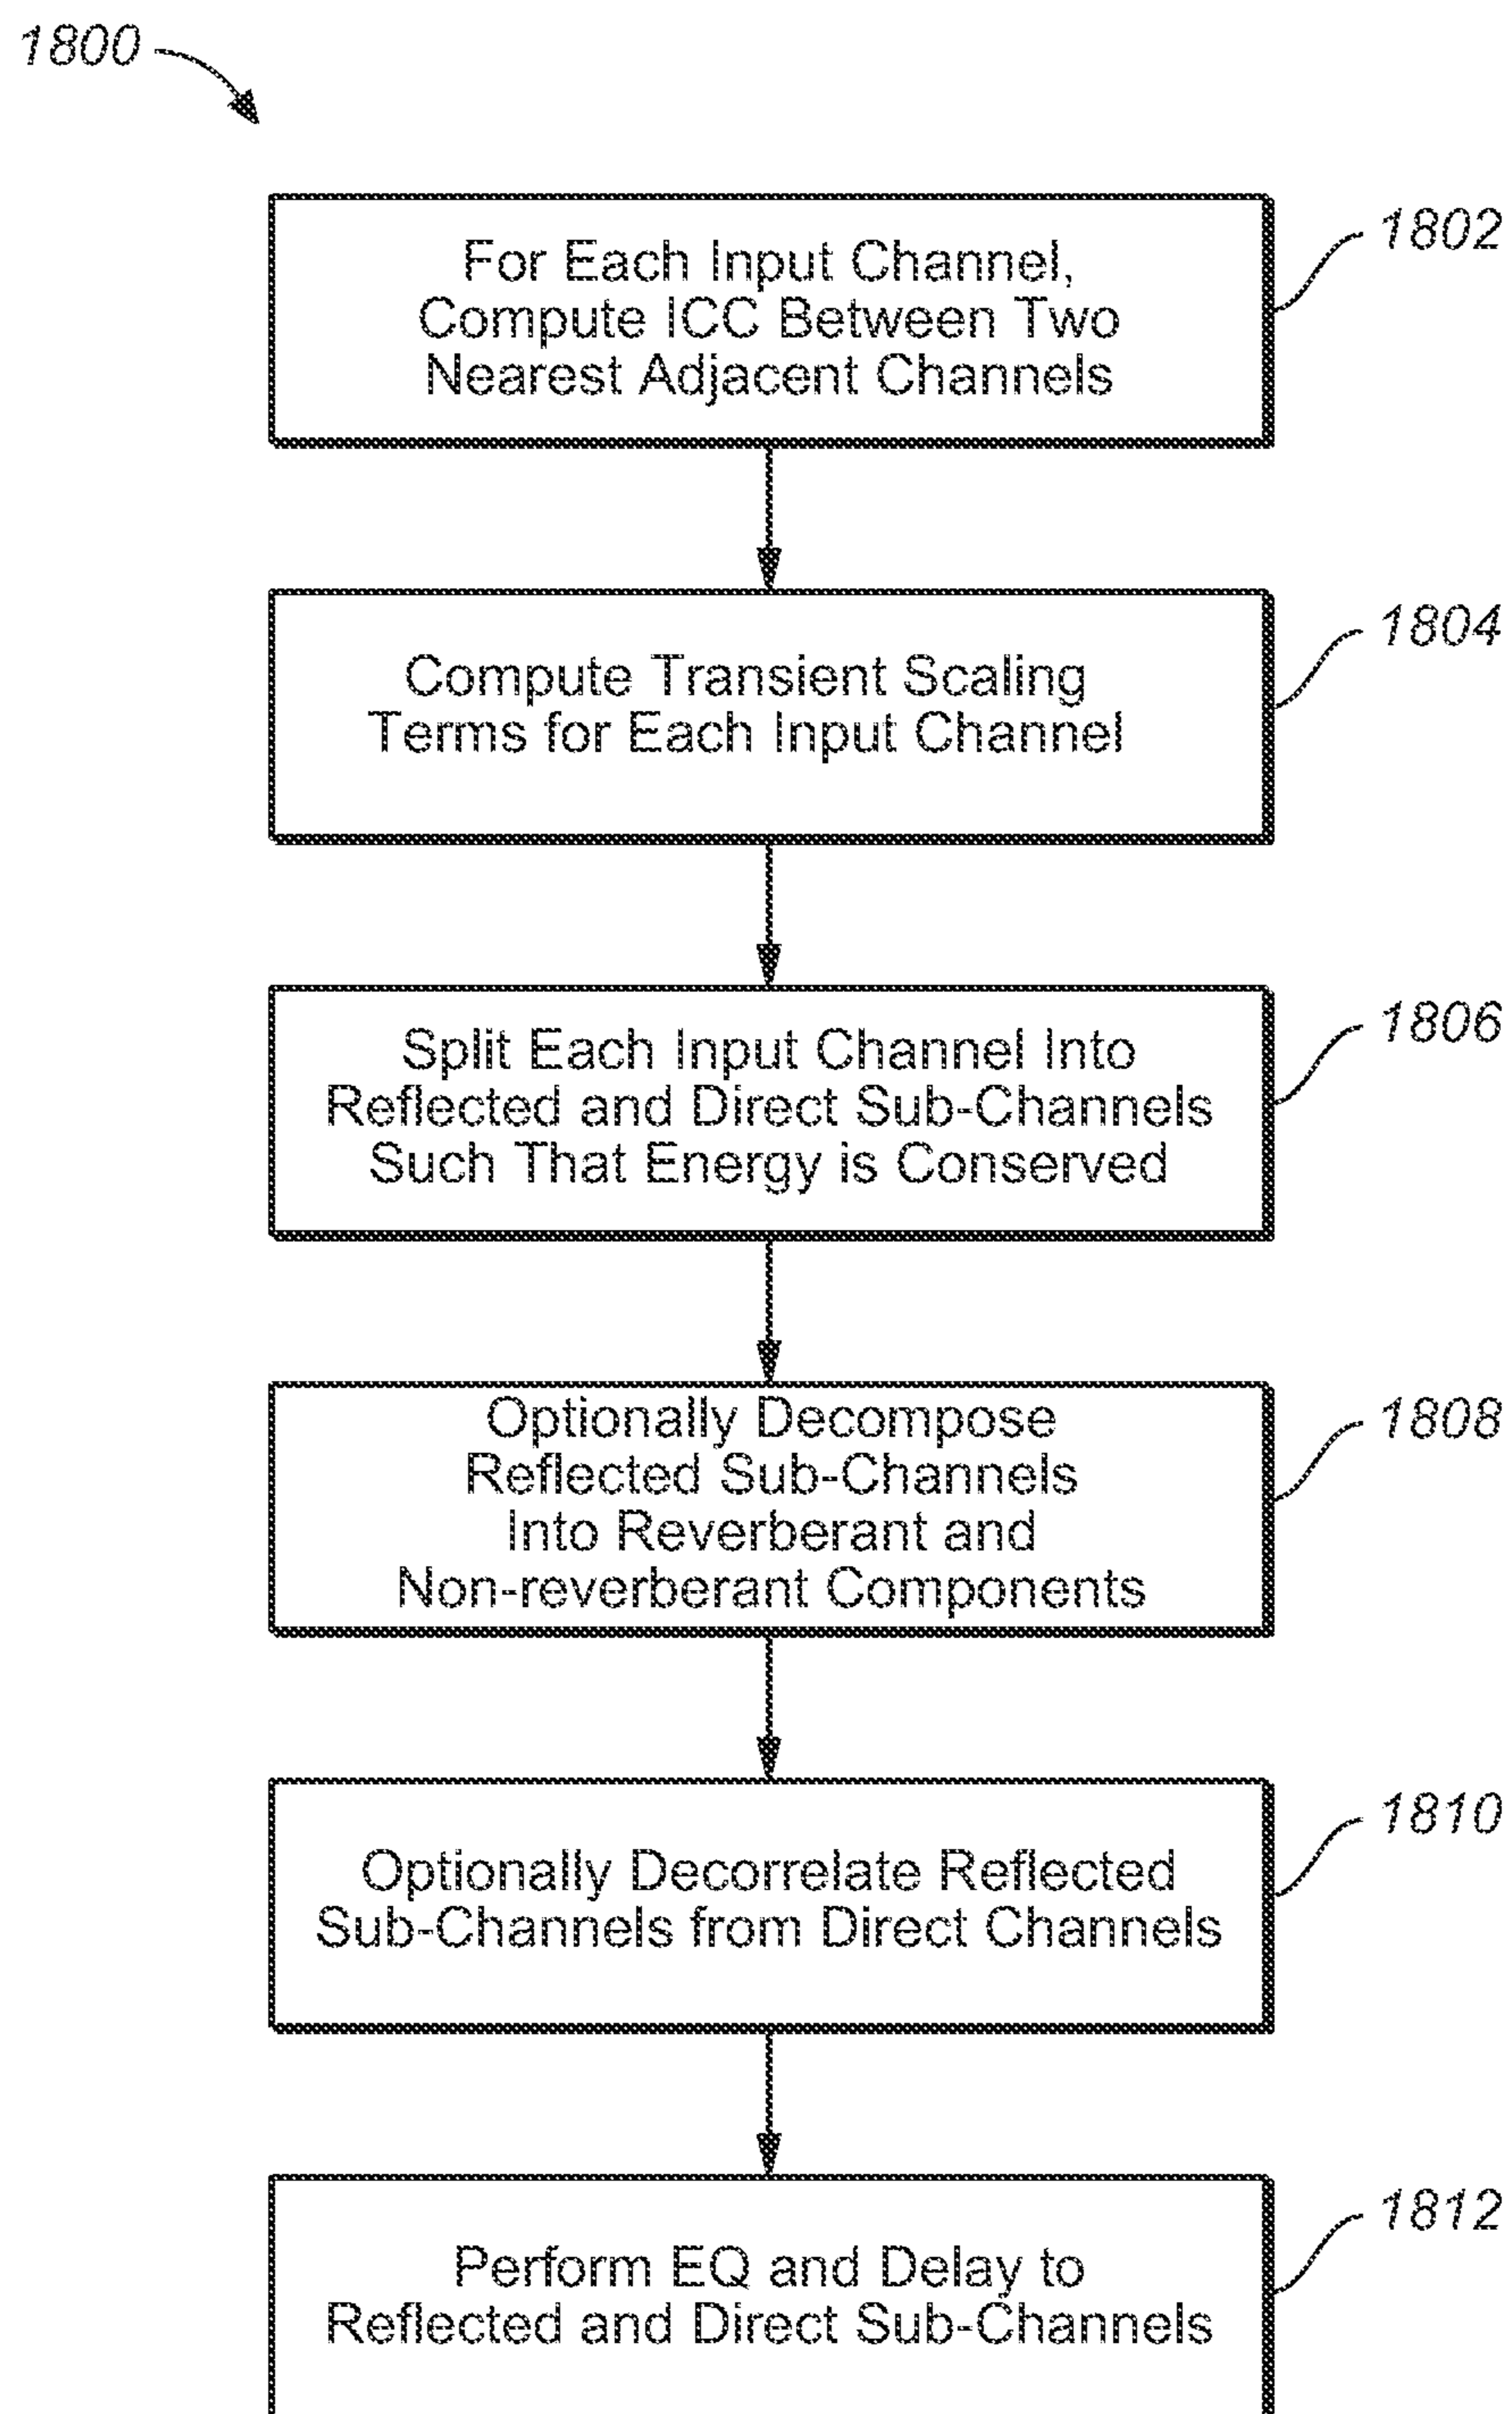 1800
For Each Input Channel,
Compute ICC Between Two
Nearest Adjacent Channels
1802
Compute Transient Scaling
Terms for Each Input Channel
1804
Split Each Input Channel Into
Reflected and Direct Sub-Channels
Such That Energy is Conserved
1806
Optionally Decompose
Reflected Sub-Channels
Into Reverberant and
Non-reverberant Components
1808
Optionally Decorrelate Reflected
Sub-Channels from Direct Channels
1810
Perform EQ and Delay to
Reflected and Direct Sub-Channels
1812